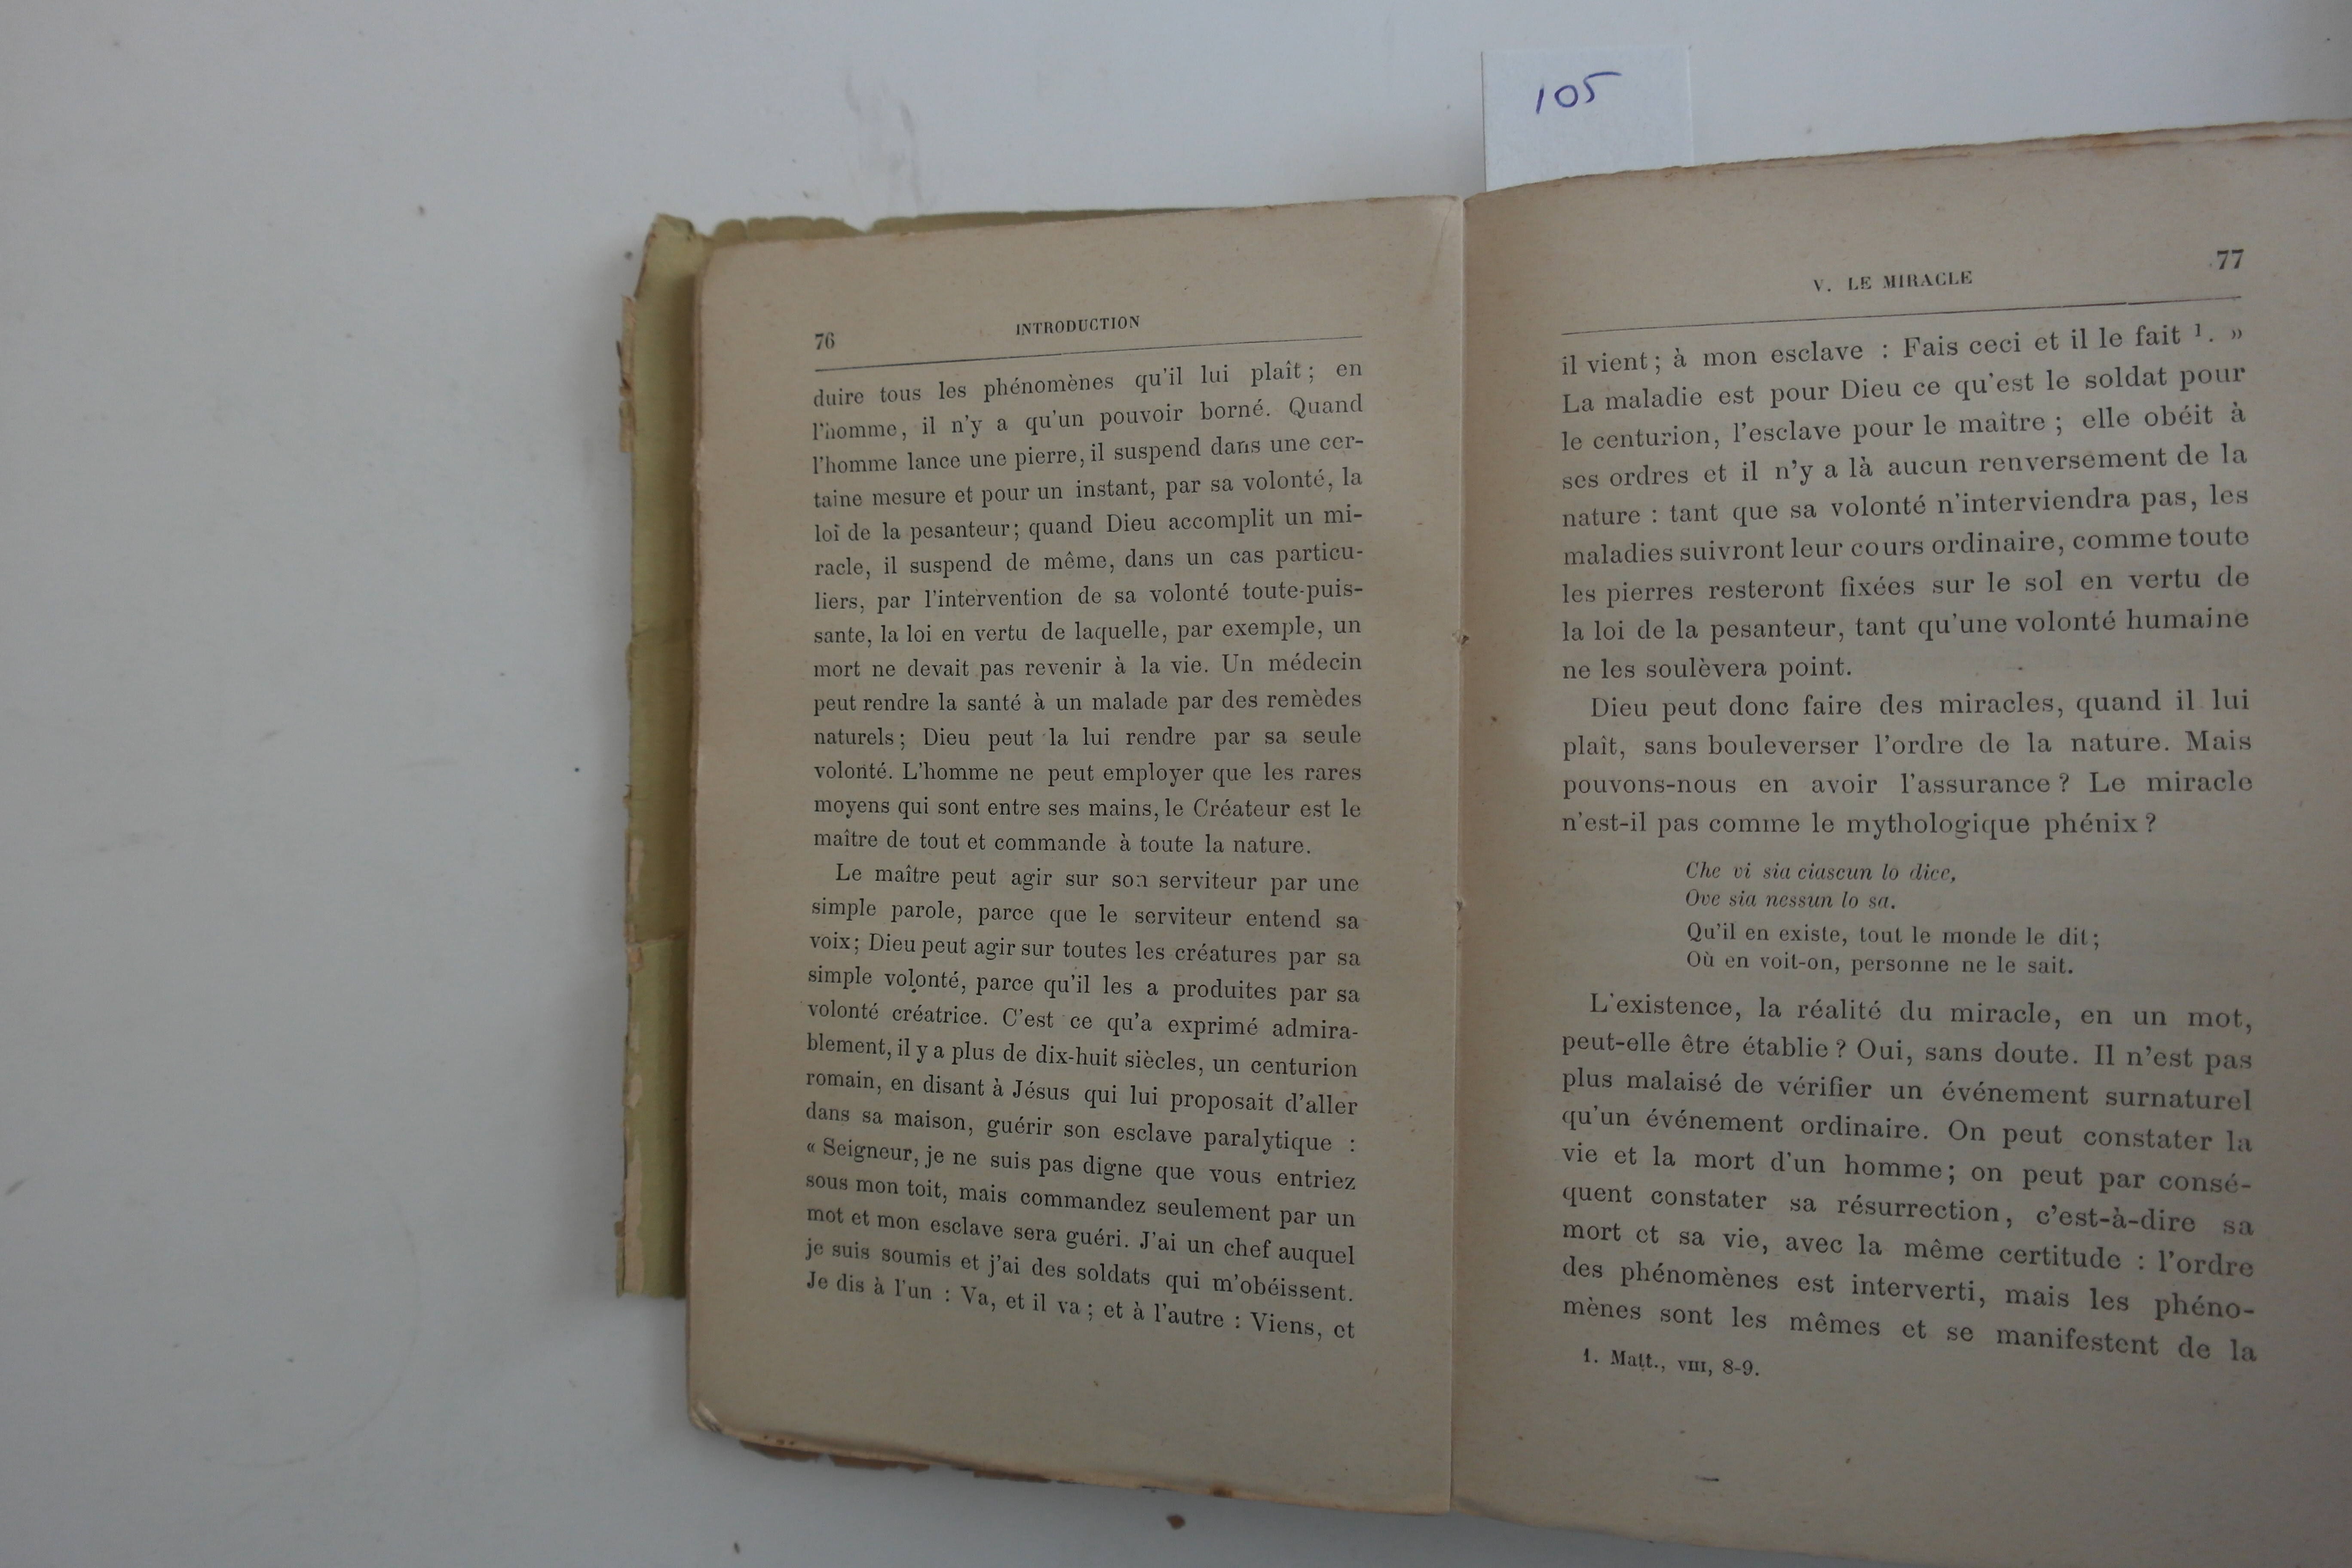 105
76
INTRODUCTION
duire tous les phénomènes qu'il lui plaît ; en
l'homme, il n'y a qu'un pouvoir borné. Quand
l'homme lance une pierre, il suspend dans une cer-
taine mesure et pour un instant, par sa volonté, la
loi de la pesanteur ; quand Dieu accomplit un mi-
racle, il suspend de même, dans un cas particu-
liers, par l'intervention de sa volonté toute-puis-
sante, la loi en vertu de laquelle, par exemple, un
mort ne devait pas revenir à la vie. Un médecin
peut rendre la santé à un malade par des remèdes
naturels ; Dieu peut la lui rendre par sa seule
volonté. L'homme ne peut employer que les rares
moyens qui sont entre ses mains, le Créateur est le
maître de tout et commande à toute la nature.
Le maître peut agir sur son serviteur par une
simple parole, parce que le serviteur entend sa
voix ; Dieu peut agir sur toutes les créatures par sa
simple volonté, parce qu'il les a produites par sa
volonté créatrice. C'est ce qu'a exprimé admira-
blement, il y a plus de dix-huit siècles, un centurion
romain, en disant à Jésus qui lui proposait d'aller
dans sa maison, guérir son esclave paralytique :
« Seigneur, je ne suis pas digne que vous entriez
sous mon toit, mais commandez seulement par un
mot et mon esclave sera guéri. J'ai un chef auquel
je suis soumis et j'ai des soldats qui m'obéissent.
Je dis à l'un : Va, et il va ; et à l'autre : Viens, et
V. LE MIRACLE
77
il vient ; à mon esclave : Fais ceci et il le fait ¹. »
La maladie est pour Dieu ce qu'est le soldat pour
le centurion, l'esclave pour le maître ; elle obéit à
ses ordres et il n'y a là aucun renversement de la
nature : tant que sa volonté n'interviendra pas, les
maladies suivront leur cours ordinaire, comme toute
les pierres resteront fixées sur le sol en vertu de
la loi de la pesanteur, tant qu'une volonté humaine
ne les soulèvera point.
Dieu peut donc faire des miracles, quand il lui
plaît, sans bouleverser l'ordre de la nature. Mais
pouvons-nous en avoir l'assurance ? Le miracle
n'est-il pas comme le mythologique phénix ?
Che vi sia ciascun lo dice,
Ove sia nessun lo sa.
Qu'il en existe, tout le monde le dit ;
Où en voit-on, personne ne le sait.
L'existence, la réalité du miracle, en un mot,
peut-elle être établie ? Oui, sans doute. Il n'est pas
plus malaisé de vérifier un événement surnaturel
qu'un événement ordinaire. On peut constater la
vie et la mort d'un homme ; on peut par consé-
quent constater sa résurrection, c'est-à-dire sa
mort et sa vie, avec la même certitude : l'ordre
des phénomènes est interverti, mais les phéno-
mènes sont les mêmes et se manifestent de la
1. Matt., VIII, 8-9.